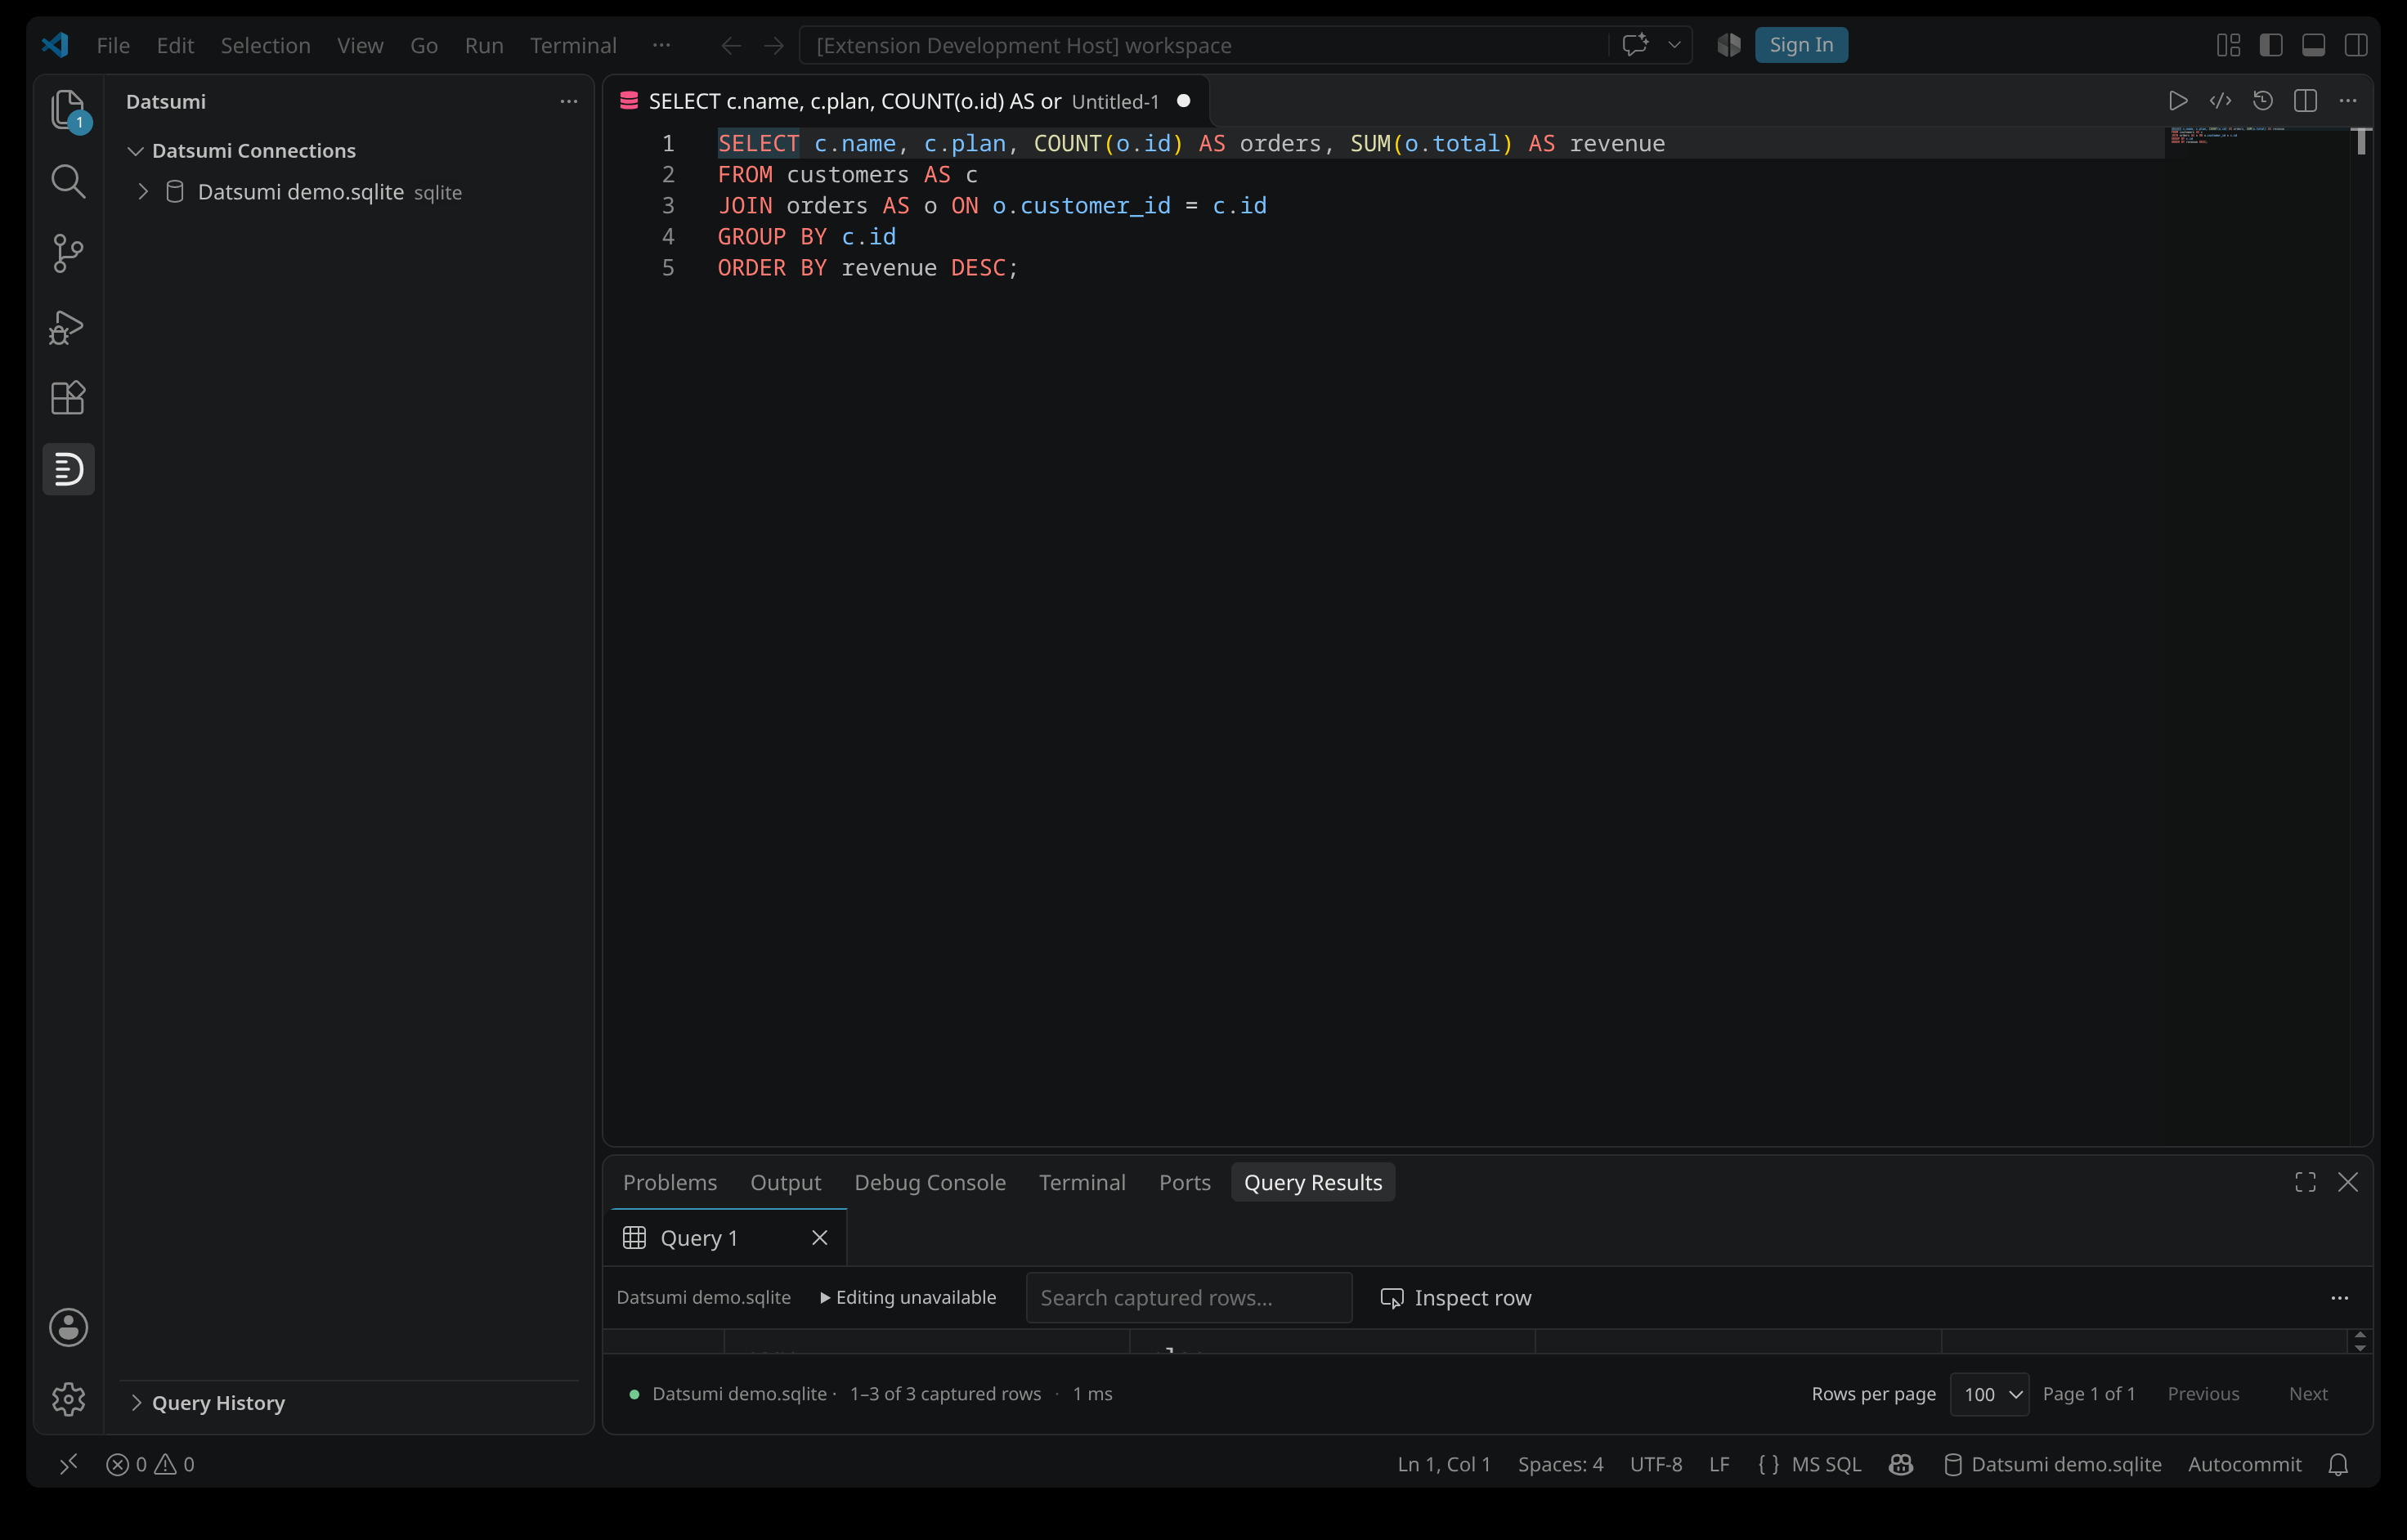 File Edit Selection View Go Run Terminal ··· [Extension Development Host] workspace Sign In
1
Datsumi
Datsumi Connections
Datsumi demo.sqlite sqlite
Query History
SELECT c.name, c.plan, COUNT(o.id) AS or Untitled-1
1 SELECT c.name, c.plan, COUNT(o.id) AS orders, SUM(o.total) AS revenue
2 FROM customers AS c
3 JOIN orders AS o ON o.customer_id = c.id
4 GROUP BY c.id
5 ORDER BY revenue DESC;
Problems Output Debug Console Terminal Ports Query Results
Query 1
Datsumi demo.sqlite Editing unavailable Search captured rows... Inspect row
Datsumi demo.sqlite · 1–3 of 3 captured rows · 1 ms Rows per page 100 Page 1 of 1 Previous Next
0 0 Ln 1, Col 1 Spaces: 4 UTF-8 LF { } MS SQL Datsumi demo.sqlite Autocommit